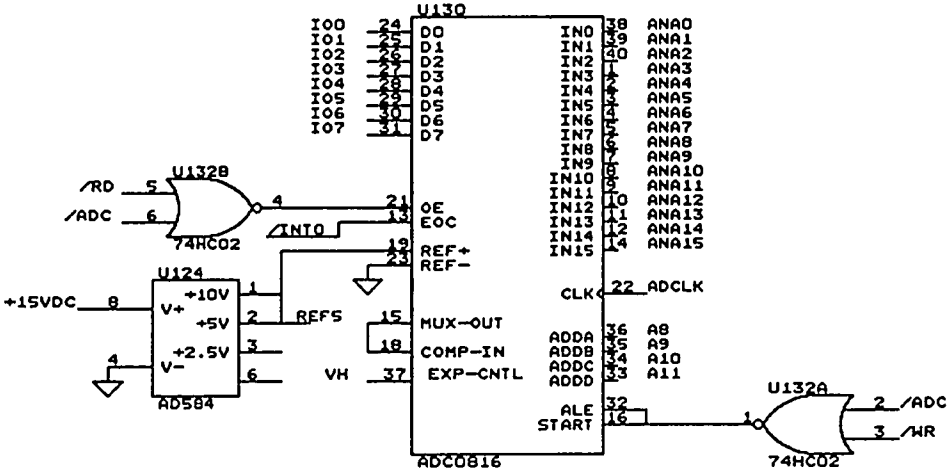 U130
IO0 24 D0 IN0 38 ANA0
IO1 25 D1 IN1 39 ANA1
IO2 26 D2 IN2 40 ANA2
IO3 27 D3 IN3 1 ANA3
IO4 28 D4 IN4 2 ANA4
IO5 29 D5 IN5 3 ANA5
IO6 30 D6 IN6 4 ANA6
IO7 31 D7 IN7 5 ANA7
IN8 6 ANA8
IN9 7 ANA9
IN10 8 ANA10
IN11 9 ANA11
IN12 10 ANA12
IN13 11 ANA13
IN14 12 ANA14
IN15 14 ANA15
U132B
/RD 5
/ADC 6
4
74HC02
21 OE
/INT0 13 EOC
19 REF+
23 REF-
CLK 22 ADCLK
U124
+15VDC 8 V+
+10V 1
+5V 2 REF5
+2.5V 3
4 V-
6
AD584
15 MUX-OUT
18 COMP-IN
VH 37 EXP-CNTL
ADDA 36 A8
ADDB 35 A9
ADDC 34 A10
ADDD 33 A11
ALE 32
START 16
ADC0816
U132A
1
2 /ADC
3 /WR
74HC02